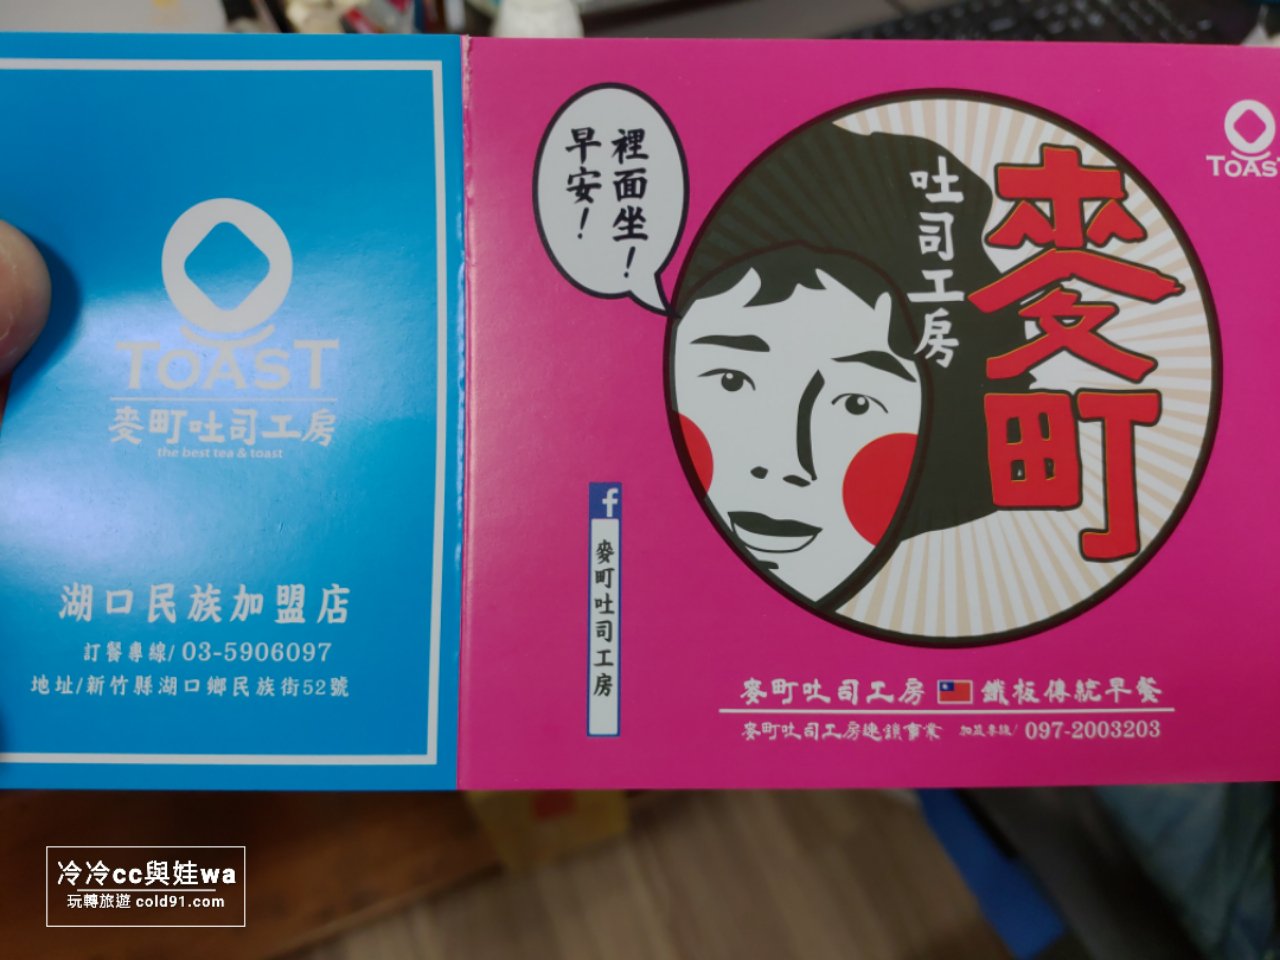 TOAST
麥町吐司工房
the best tea & toast
湖口民族加盟店
訂餐專線/ 03-5906097
地址/新竹縣湖口鄉民族街52號
裡面坐!
早安!
麥町
吐司工房
TOAST
f
麥町吐司工房
麥町吐司工房 鐵板傳統早餐
麥町吐司工房連鎖事業 加盟專線/ 097-2003203
冷冷cc與娃wa
玩轉旅遊 cold91.com